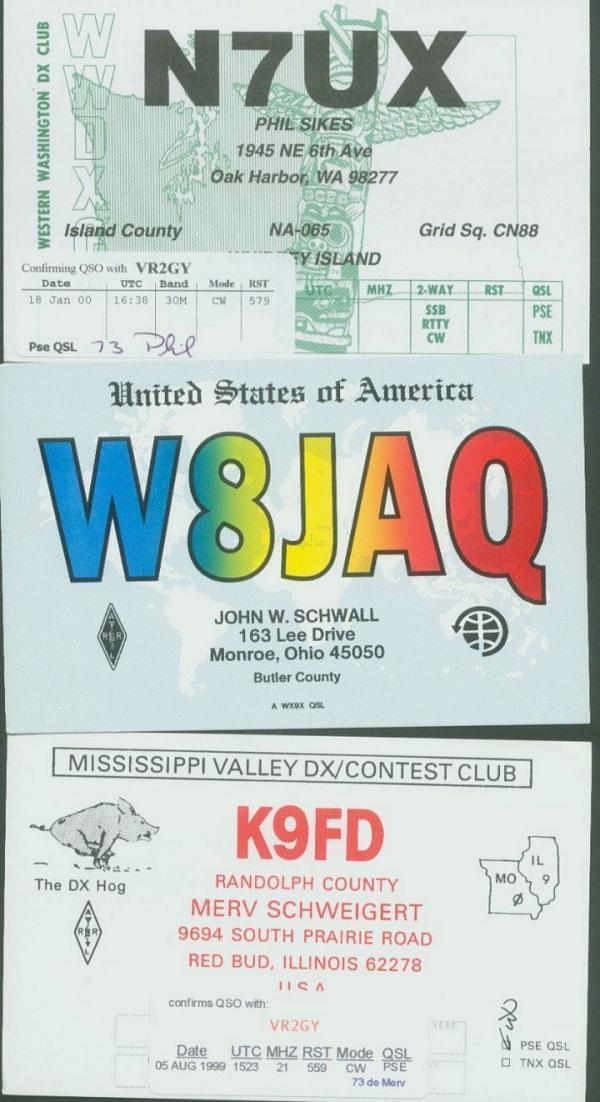 WESTERN WASHINGTON DX CLUB
WWDXC
N7UX
PHIL SIKES
1945 NE 6th Ave
Oak Harbor, WA 98277
Island County NA-065 Grid Sq. CN88
EY ISLAND
Confirming QSO with VR2GY
Date UTC Band Mode RST
18 Jan 00 16:38 30M CW 579
Pse QSL 73 Phil
UTC MHZ 2-WAY RST QSL
SSB PSE
RTTY
CW TNX
United States of America
W8JAQ
JOHN W. SCHWALL
163 Lee Drive
Monroe, Ohio 45050
Butler County
A WX9X QSL
ARRL
MISSISSIPPI VALLEY DX/CONTEST CLUB
K9FD
The DX Hog
ARRL
RANDOLPH COUNTY
MERV SCHWEIGERT
9694 SOUTH PRAIRIE ROAD
RED BUD, ILLINOIS 62278
U S A
MO Ø IL 9
confirms QSO with:
VR2GY
Date UTC MHZ RST Mode QSL
05 AUG 1999 1523 21 559 CW PSE
73 de Merv
PSE QSL
TNX QSL